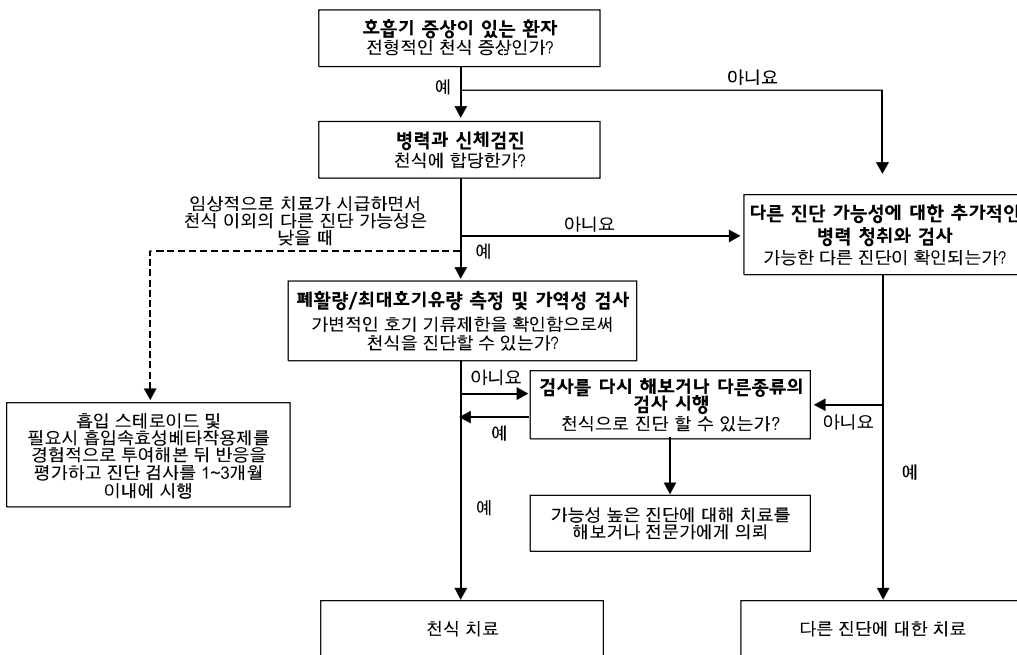 호흡기 증상이 있는 환자
전형적인 천식 증상인가?
아니요
예
병력과 신체검진
천식에 합당한가?
임상적으로 치료가 시급하면서
천식 이외의 다른 진단 가능성은
낮을 때
아니요
예
다른 진단 가능성에 대한 추가적인
병력 청취와 검사
가능한 다른 진단이 확인되는가?
폐활량/최대호기유량 측정 및 가역성 검사
가변적인 호기 기류제한을 확인함으로써
천식을 진단할 수 있는가?
아니요
예
검사를 다시 해보거나 다른종류의
검사 시행
천식으로 진단 할 수 있는가?
아니요
예
흡입 스테로이드 및
필요시 흡입속효성베타작용제를
경험적으로 투여해본 뒤 반응을
평가하고 진단 검사를 1~3개월
이내에 시행
예
가능성 높은 진단에 대해 치료를
해보거나 전문가에게 의뢰
천식 치료
다른 진단에 대한 치료